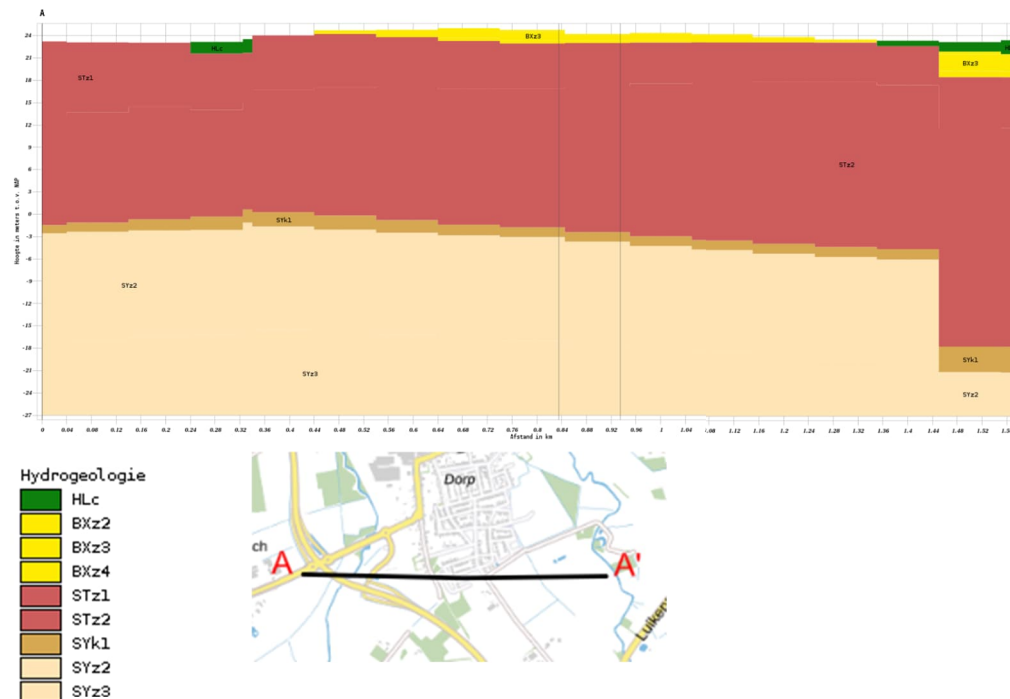 A
24
BXz3
HLc
H
21
BXz3
STz1
18
15
12
9
STz2
6
3
0
SYk1
-3
-6
-9
SYz2
-12
-15
-18
SYk1
-21
SYz3
-24
SYz2
-27
Hoogte in meters t.o.v. NAP
0 0.04 0.08 0.12 0.16 0.2 0.24 0.28 0.32 0.36 0.4 0.44 0.48 0.52 0.56 0.6 0.64 0.68 0.72 0.76 0.8 0.84 0.88 0.92 0.96 1 1.04 1.08 1.12 1.16 1.2 1.24 1.28 1.32 1.36 1.4 1.44 1.48 1.52 1.5
Afstand in km
Hydrogeologie
HLc
BXz2
BXz3
BXz4
STz1
STz2
SYk1
SYz2
SYz3
Dorp
ch
A
A'